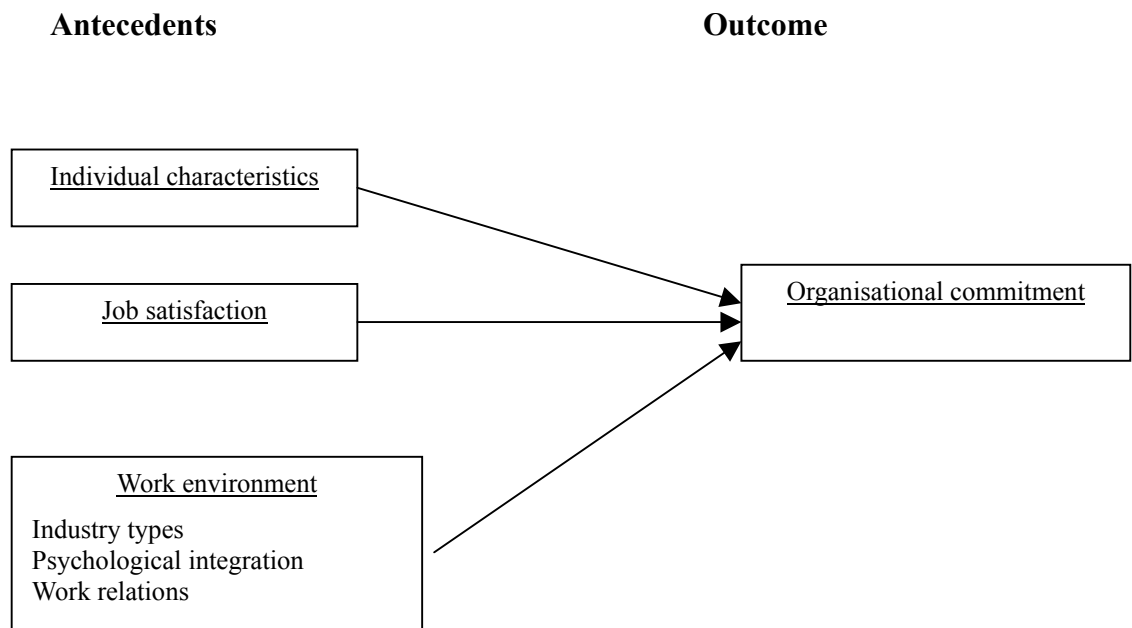 Antecedents
Outcome
Individual characteristics
Job satisfaction
Organisational commitment
Work environment
Industry types
Psychological integration
Work relations